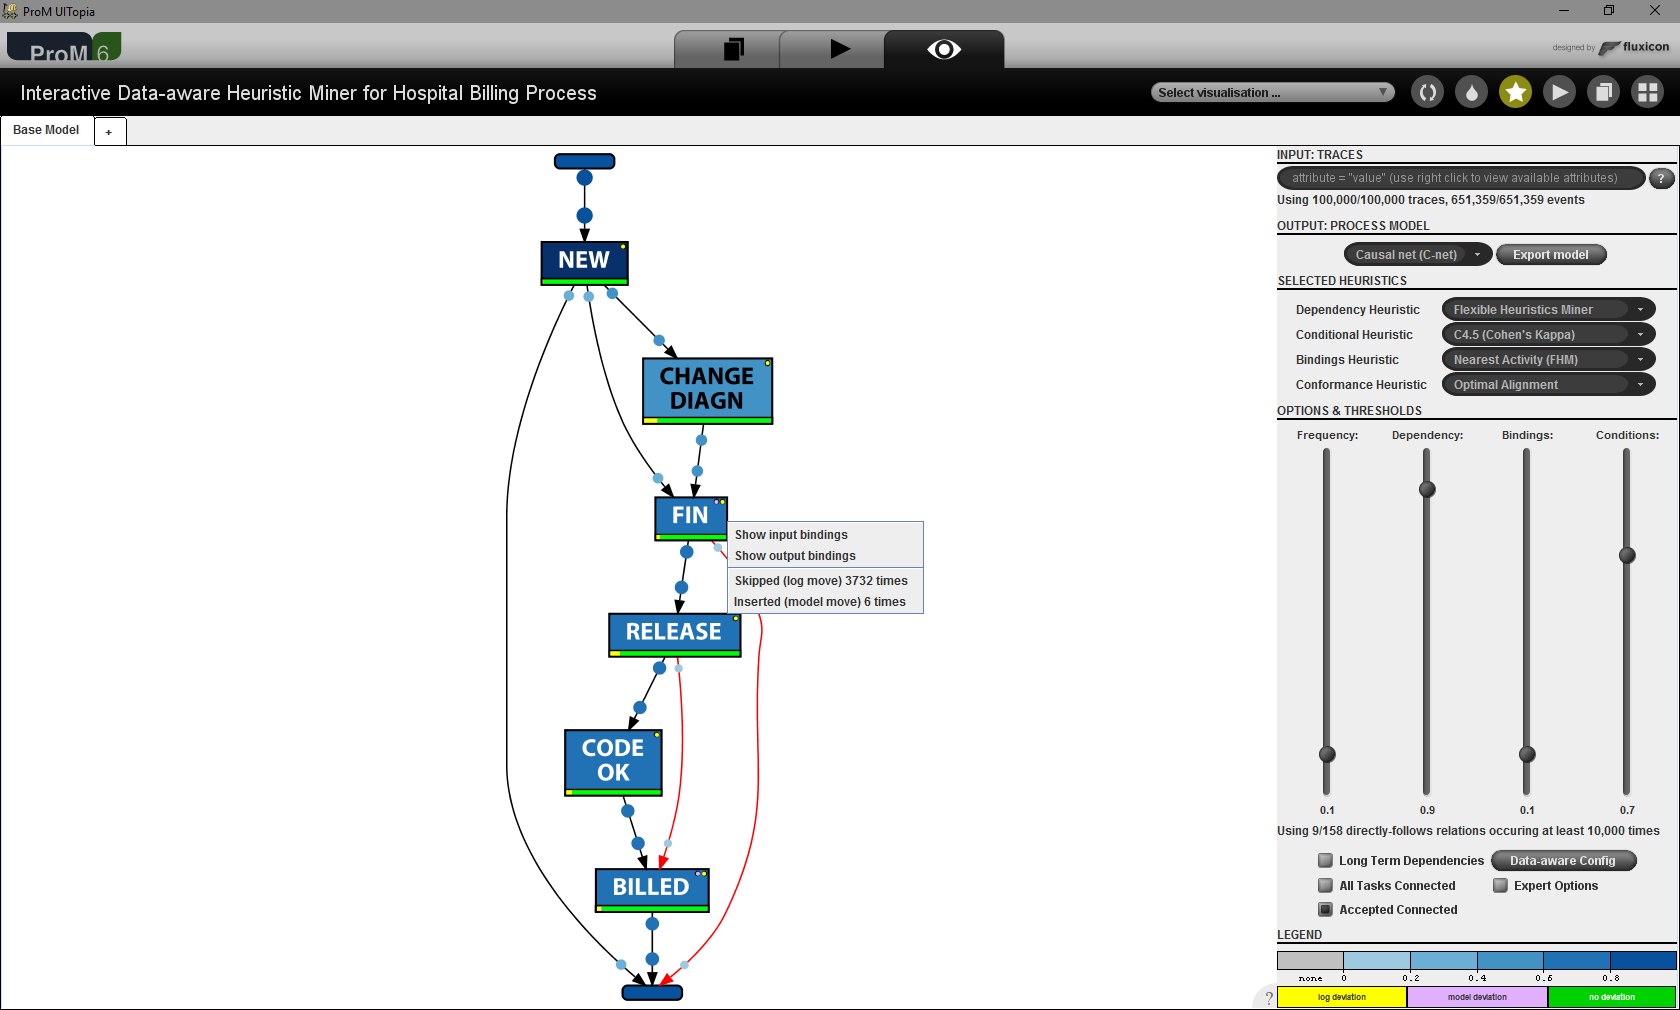 ProM UITopia
ProM 6
designed by fluxicon
Interactive Data-aware Heuristic Miner for Hospital Billing Process
Select visualisation ...
Base Model
+
NEW
CHANGE
DIAGN
FIN
Show input bindings
Show output bindings
Skipped (log move) 3732 times
Inserted (model move) 6 times
RELEASE
CODE
OK
BILLED
INPUT: TRACES
attribute = "value" (use right click to view available attributes)
?
Using 100,000/100,000 traces, 651,359/651,359 events
OUTPUT: PROCESS MODEL
Causal net (C-net)
Export model
SELECTED HEURISTICS
Dependency Heuristic
Flexible Heuristics Miner
Conditional Heuristic
C4.5 (Cohen's Kappa)
Bindings Heuristic
Nearest Activity (FHM)
Conformance Heuristic
Optimal Alignment
OPTIONS & THRESHOLDS
Frequency: Dependency: Bindings: Conditions:
0.1 0.9 0.1 0.7
Using 9/158 directly-follows relations occuring at least 10,000 times
Long Term Dependencies
Data-aware Config
All Tasks Connected
Expert Options
Accepted Connected
LEGEND
none 0 0.2 0.4 0.6 0.8
? log deviation model deviation no deviation